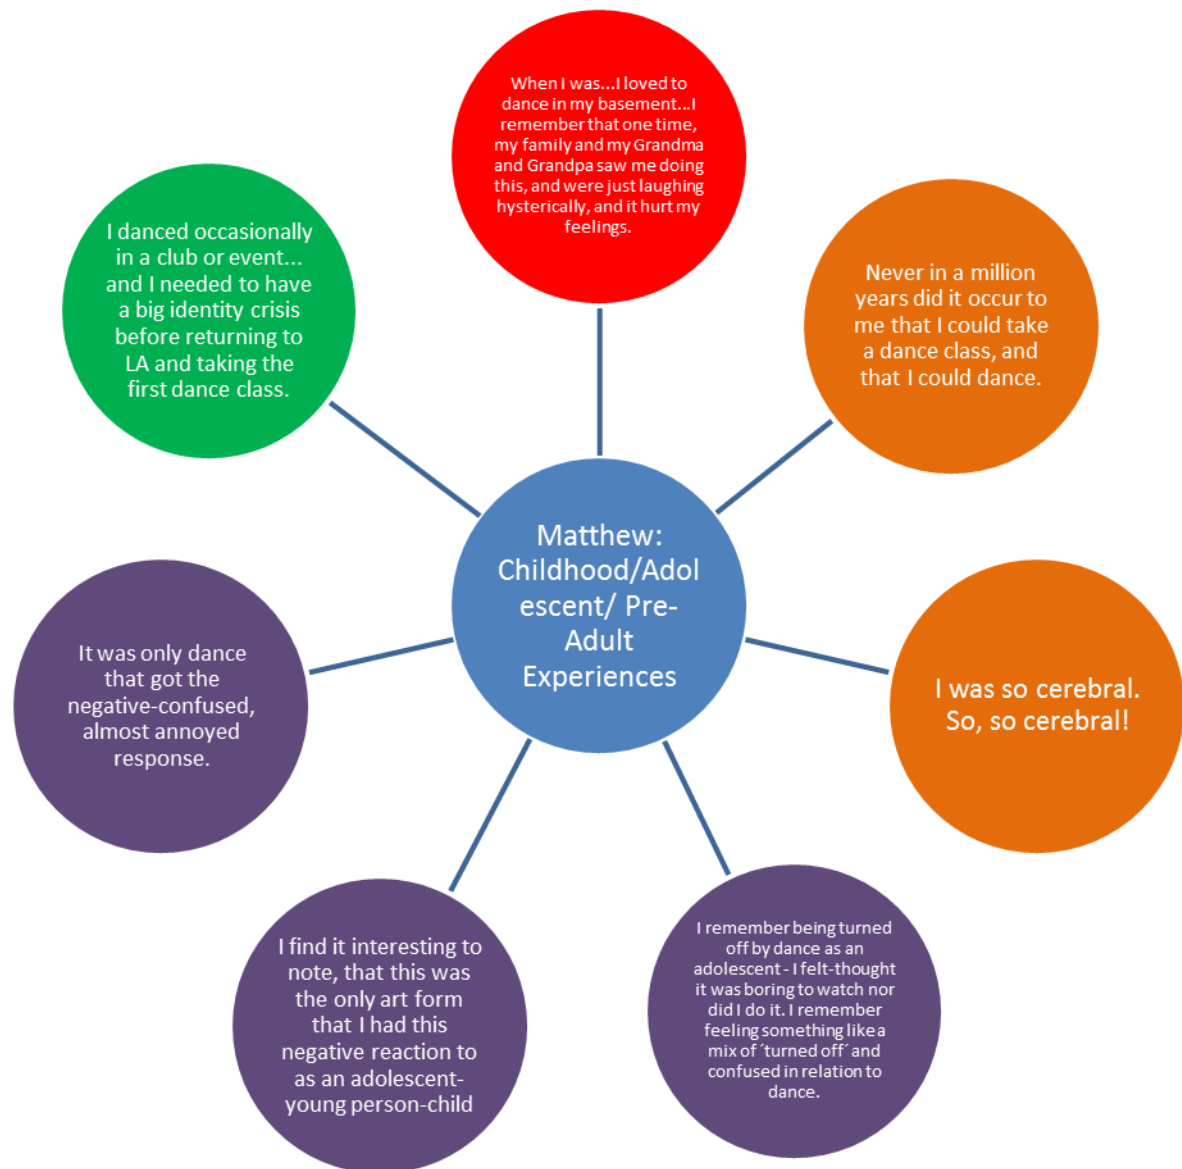 When I was...I loved to
dance in my basement...I
remember that one time,
my family and my Grandma
and Grandpa saw me doing
this, and were just laughing
hysterically, and it hurt my
feelings.
Never in a million
years did it occur to
me that I could take
a dance class, and
that I could dance.
I was so cerebral.
So, so cerebral!
I remember being turned
off by dance as an
adolescent - I felt-thought
it was boring to watch nor
did I do it. I remember
feeling something like a
mix of ´turned off´ and
confused in relation to
dance.
I find it interesting to
note, that this was
the only art form
that I had this
negative reaction to
as an adolescent-
young person-child
It was only dance
that got the
negative-confused,
almost annoyed
response.
I danced occasionally
in a club or event...
and I needed to have
a big identity crisis
before returning to
LA and taking the
first dance class.
Matthew:
Childhood/Adol
escent/ Pre-
Adult
Experiences